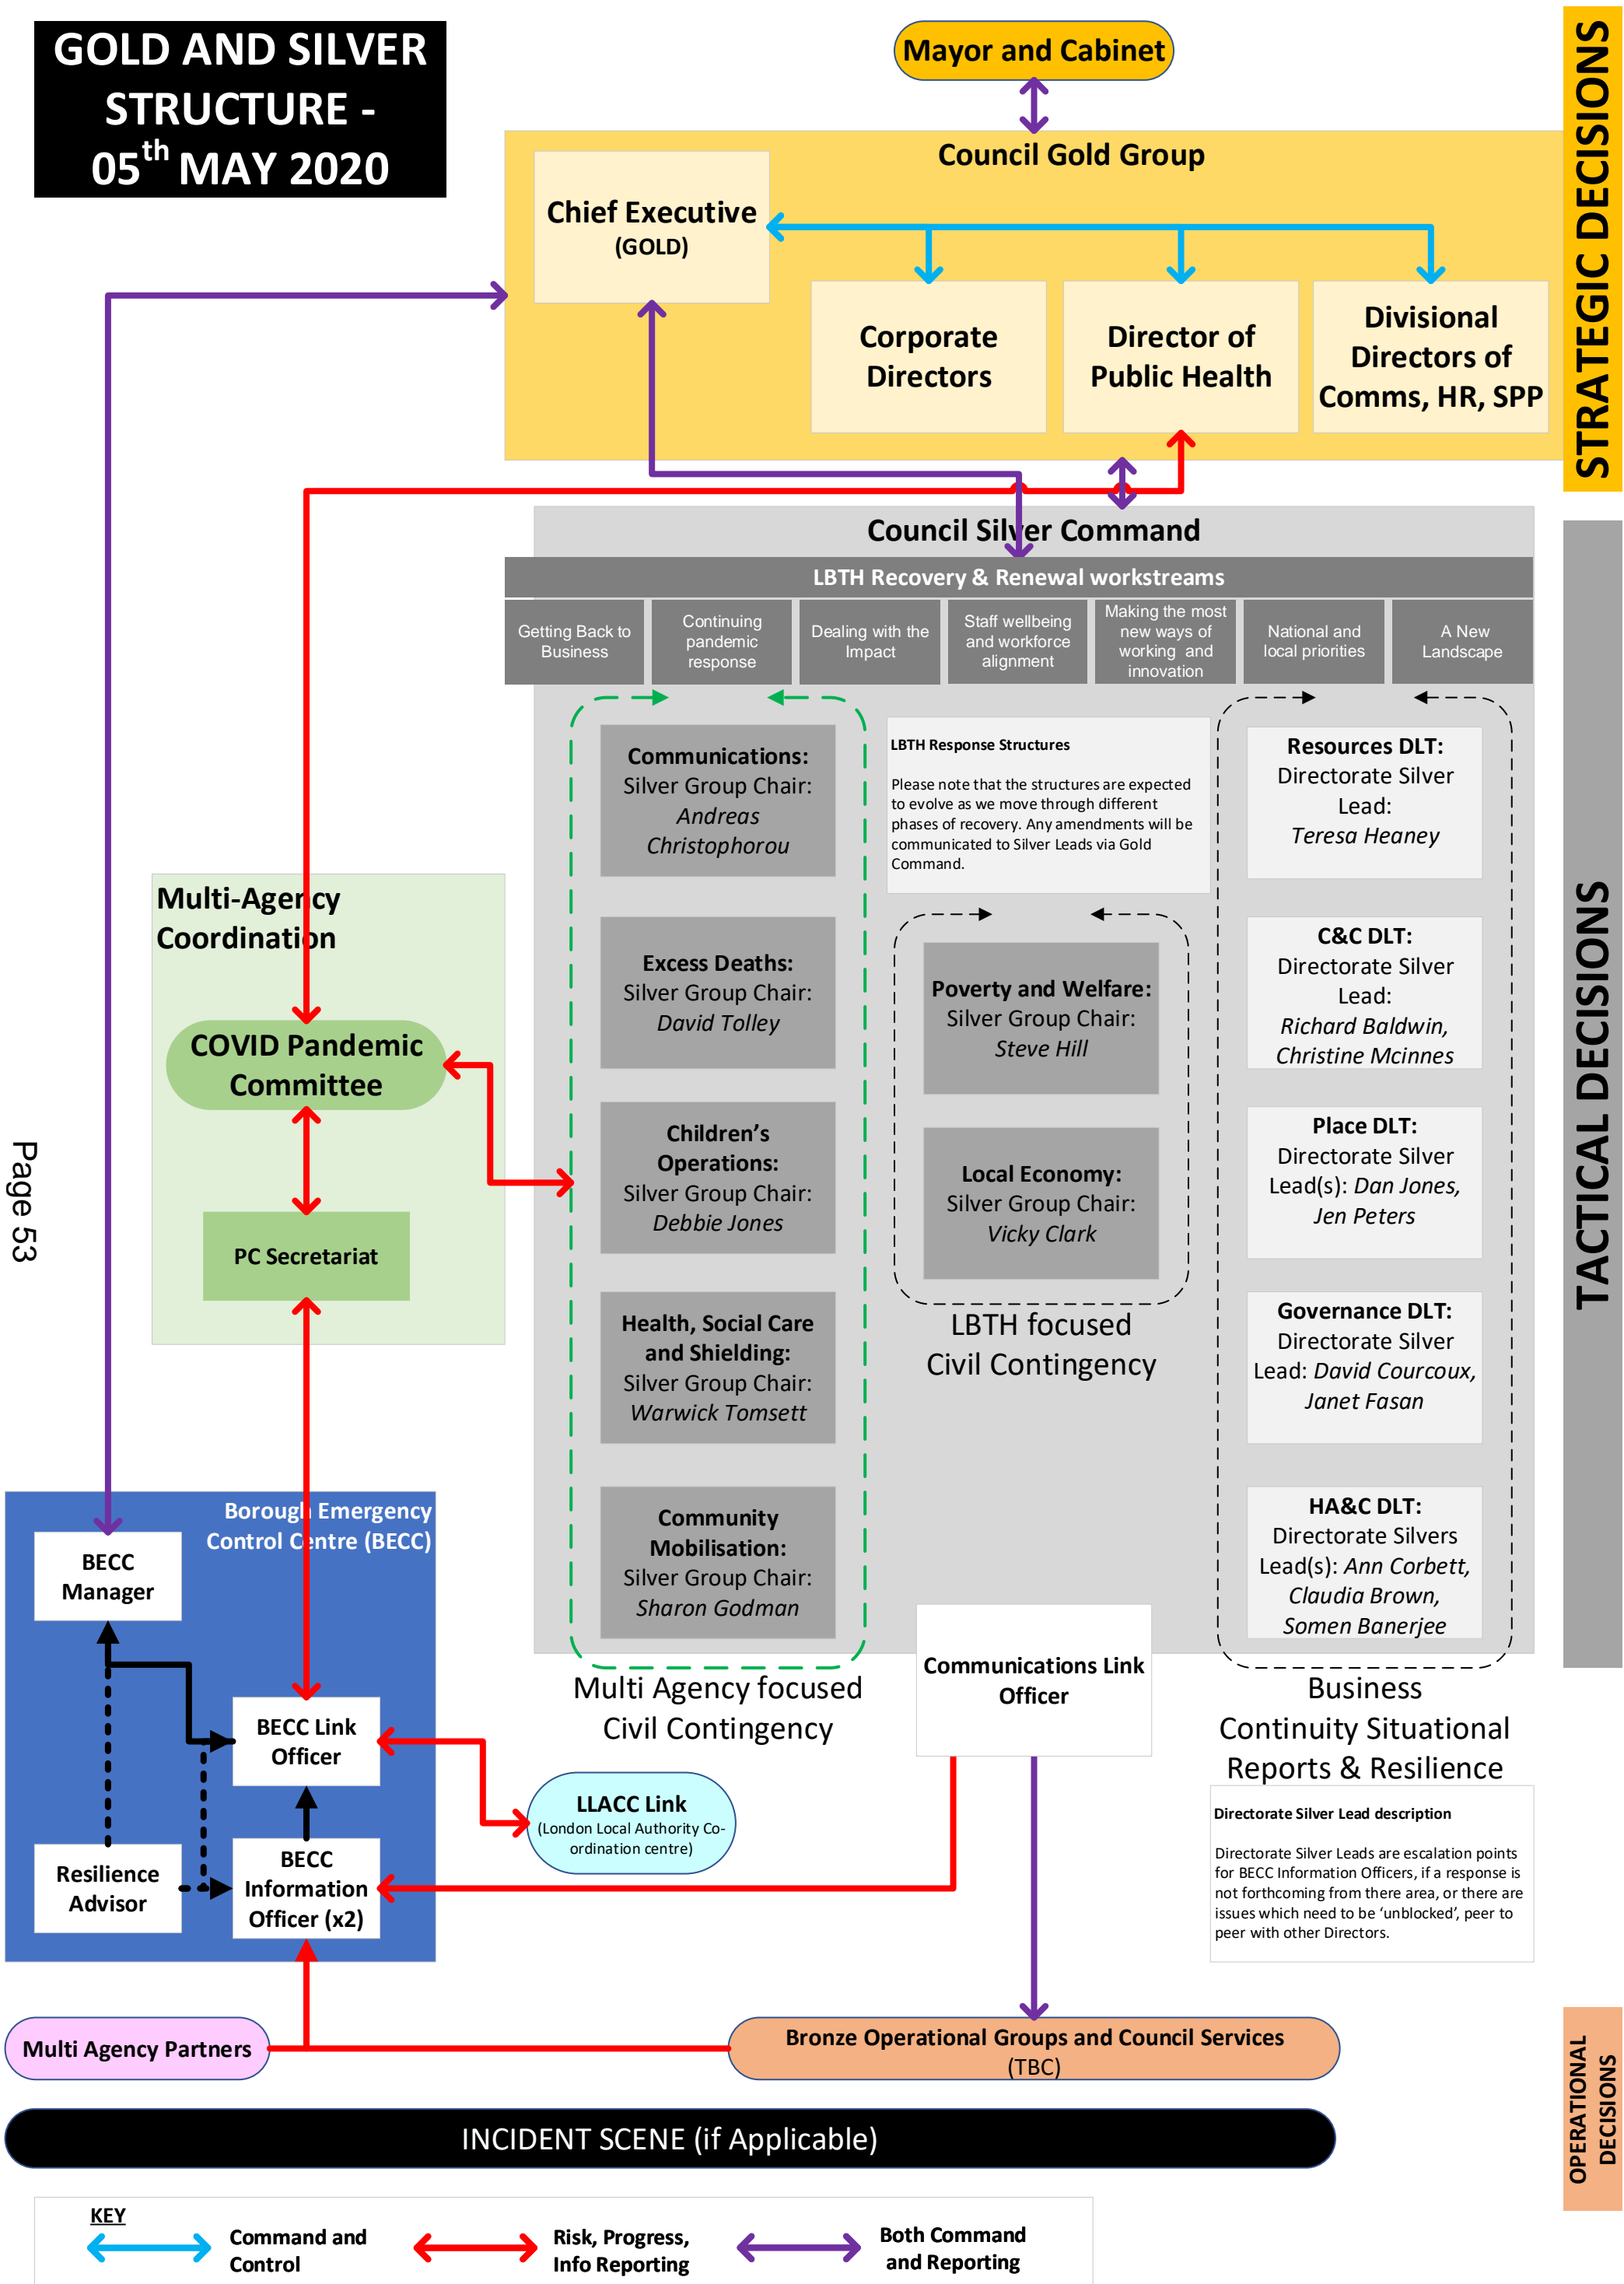 GOLD AND SILVER
STRUCTURE -
05th MAY 2020
Mayor and Cabinet
STRATEGIC DECISIONS
Council Gold Group
Chief Executive
(GOLD)
Corporate
Directors
Director of
Public Health
Divisional
Directors of
Comms, HR, SPP
TACTICAL DECISIONS
Council Silver Command
LBTH Recovery & Renewal workstreams
Getting Back to
Business
Continuing
pandemic
response
Dealing with the
Impact
Staff wellbeing
and workforce
alignment
Making the most
new ways of
working and
innovation
National and
local priorities
A New
Landscape
Communications:
Silver Group Chair:
Andreas
Christophorou
Excess Deaths:
Silver Group Chair:
David Tolley
Children's
Operations:
Silver Group Chair:
Debbie Jones
Health, Social Care
and Shielding:
Silver Group Chair:
Warwick Tomsett
Community
Mobilisation:
Silver Group Chair:
Sharon Godman
Multi Agency focused
Civil Contingency
LBTH Response Structures
Please note that the structures are expected
to evolve as we move through different
phases of recovery. Any amendments will be
communicated to Silver Leads via Gold
Command.
Poverty and Welfare:
Silver Group Chair:
Steve Hill
Local Economy:
Silver Group Chair:
Vicky Clark
LBTH focused
Civil Contingency
Resources DLT:
Directorate Silver
Lead:
Teresa Heaney
C&C DLT:
Directorate Silver
Lead:
Richard Baldwin,
Christine Mcinnes
Place DLT:
Directorate Silver
Lead(s): Dan Jones,
Jen Peters
Governance DLT:
Directorate Silver
Lead: David Courcoux,
Janet Fasan
HA&C DLT:
Directorate Silvers
Lead(s): Ann Corbett,
Claudia Brown,
Somen Banerjee
Business
Continuity Situational
Reports & Resilience
Directorate Silver Lead description
Directorate Silver Leads are escalation points
for BECC Information Officers, if a response is
not forthcoming from there area, or there are
issues which need to be 'unblocked', peer to
peer with other Directors.
Communications Link
Officer
Multi-Agency
Coordination
COVID Pandemic
Committee
PC Secretariat
Page 53
Borough Emergency
Control Centre (BECC)
BECC
Manager
BECC Link
Officer
Resilience
Advisor
BECC
Information
Officer (x2)
LLACC Link
(London Local Authority Co-
ordination centre)
Multi Agency Partners
Bronze Operational Groups and Council Services
(TBC)
OPERATIONAL
DECISIONS
INCIDENT SCENE (if Applicable)
KEY
Command and
Control
Risk, Progress,
Info Reporting
Both Command
and Reporting